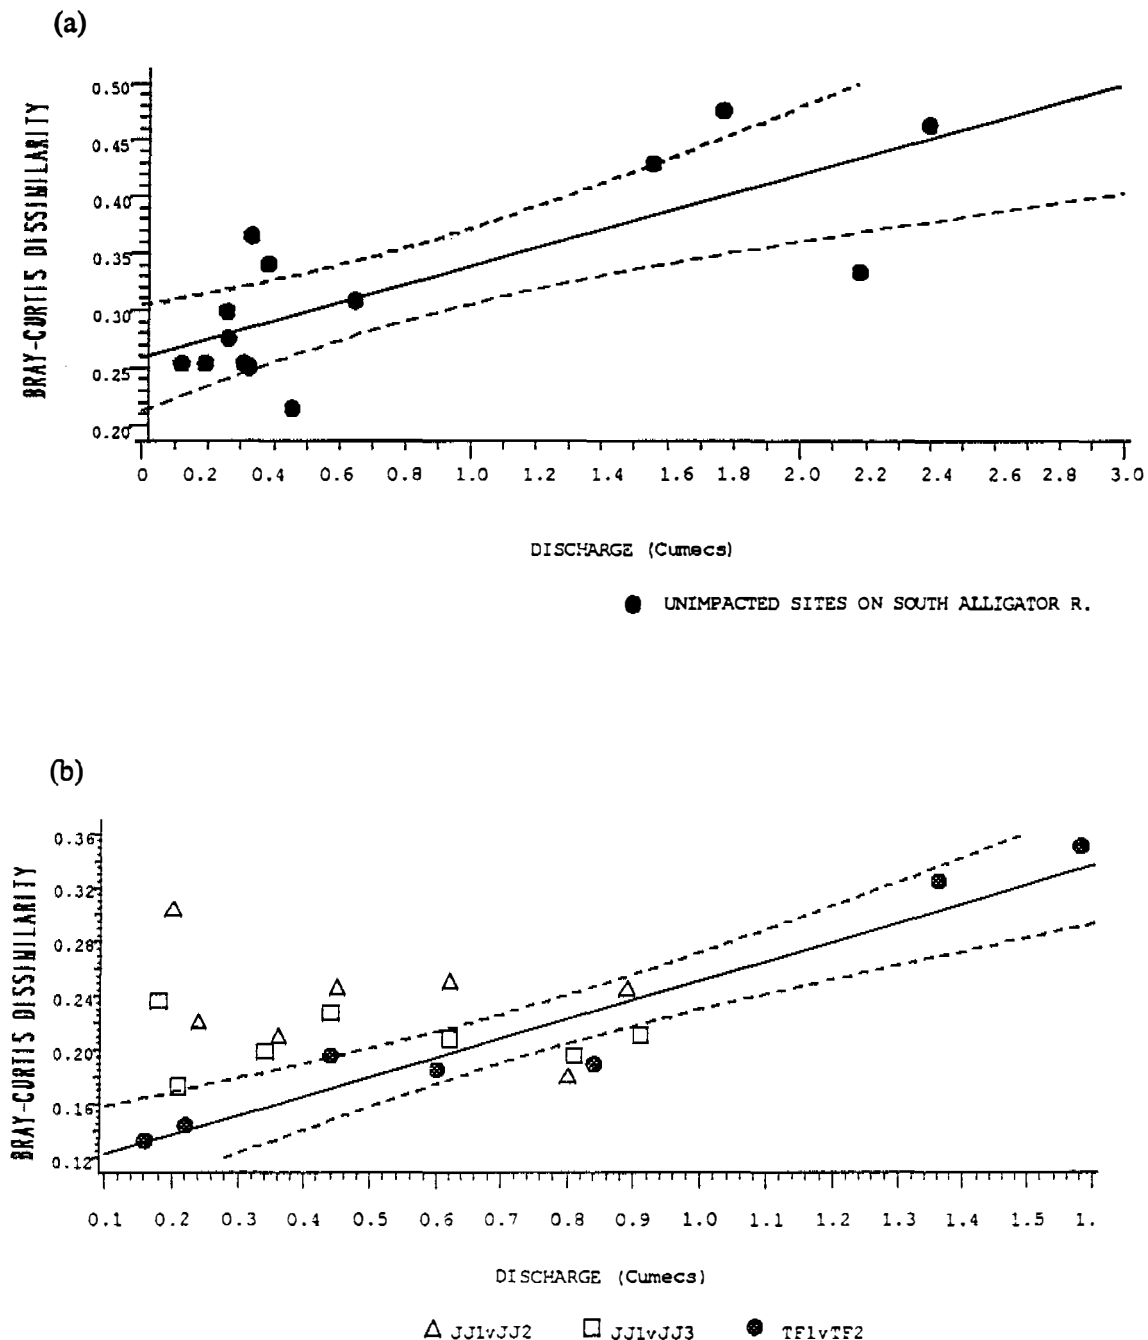 (a)
BRAY-CURTIS DISSIMILARITY
0.50
0.45
0.40
0.35
0.30
0.25
0.20
0 0.2 0.4 0.6 0.8 1.0 1.2 1.4 1.6 1.8 2.0 2.2 2.4 2.6 2.8 3.0
DISCHARGE (Cumecs)
UNIMPACTED SITES ON SOUTH ALLIGATOR R.
(b)
BRAY-CURTIS DISSIMILARITY
0.36
0.32
0.28
0.24
0.20
0.16
0.12
0.1 0.2 0.3 0.4 0.5 0.6 0.7 0.8 0.9 1.0 1.1 1.2 1.3 1.4 1.5 1.
DISCHARGE (Cumecs)
JJ1vJJ2 JJ1vJJ3 TF1vTF2